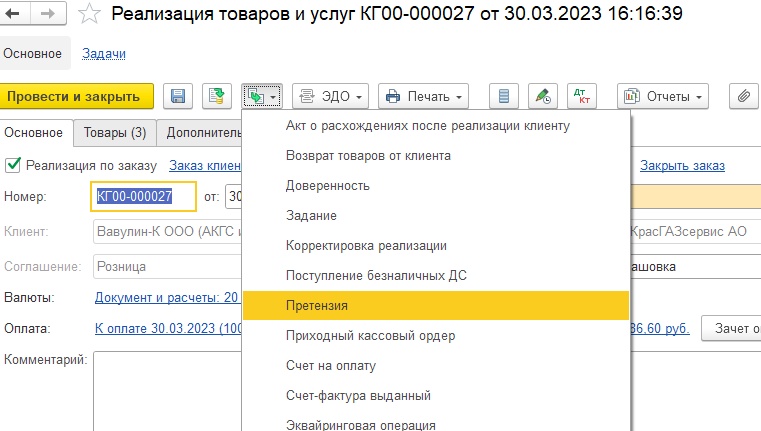 Реализация товаров и услуг КГ00-000027 от 30.03.2023 16:16:39
Основное Задачи
Провести и закрыть ЭДО Печать Дт Кт Отчеты
Основное Товары (3) Дополнитель
Акт о расхождениях после реализации клиенту
Возврат товаров от клиента
Реализация по заказу Заказ клиен Закрыть заказ
Доверенность
Номер: КГ00-000027 от: 30
Задание
Клиент: Вавулин-К ООО (АКГС и КрасГАЗсервис АО
Корректировка реализации
Соглашение: Розница ашовка
Поступление безналичных ДС
Валюты: Документ и расчеты: 20
Претензия
Оплата: К оплате 30.03.2023 (100 36,60 руб. Зачет о
Приходный кассовый ордер
Комментарий:
Счет на оплату
Счет-фактура выданный
Эквайринговая операция